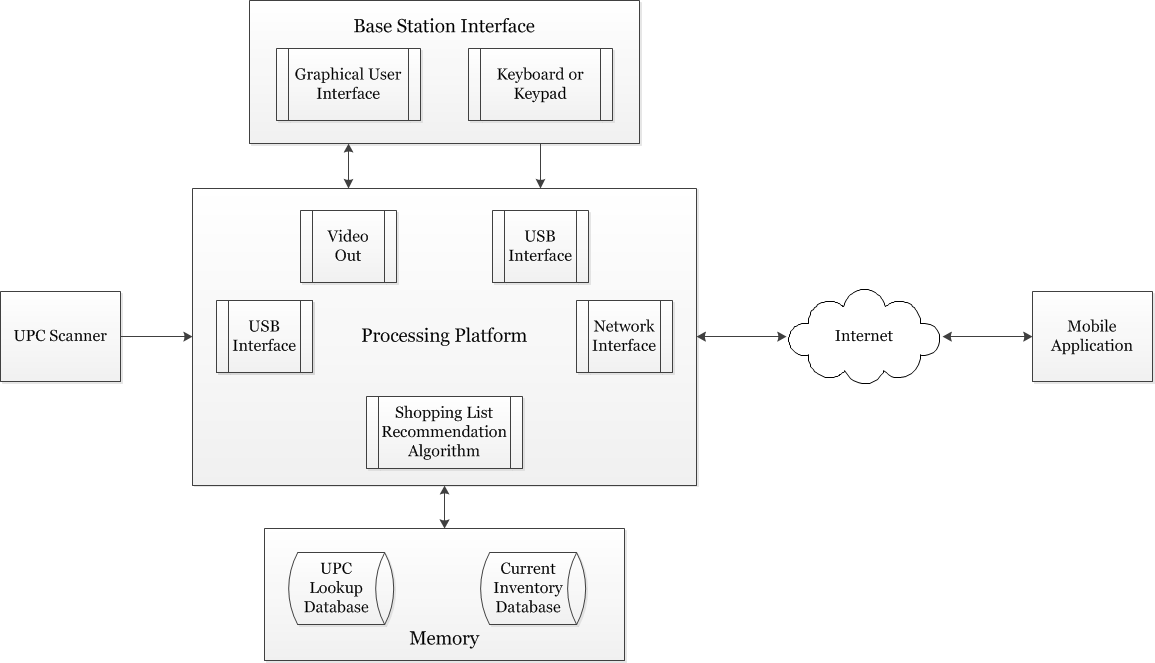 Base Station Interface
Graphical User
Interface
Keyboard or
Keypad
Video
Out
USB
Interface
UPC Scanner
USB
Interface
Processing Platform
Network
Interface
Internet
Mobile
Application
Shopping List
Recommendation
Algorithm
UPC
Lookup
Database
Current
Inventory
Database
Memory